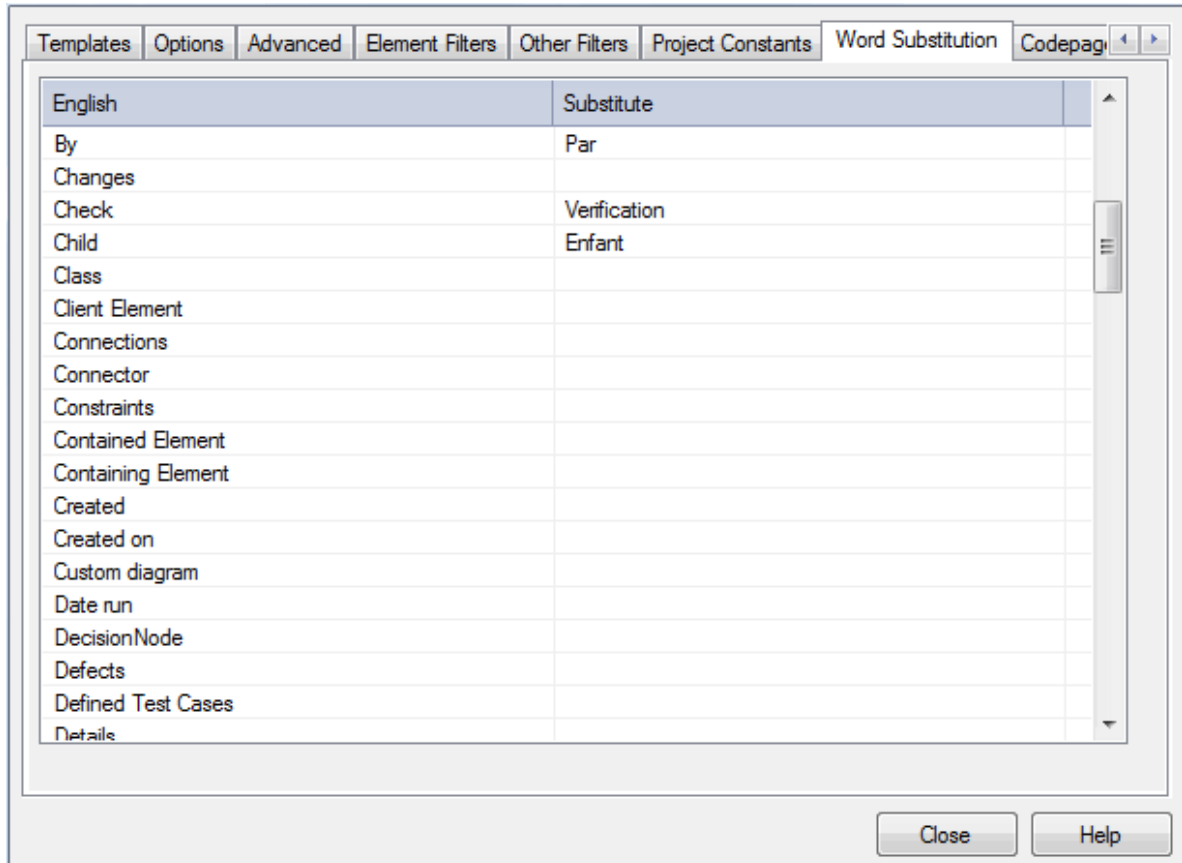 Templates Options Advanced Element Filters Other Filters Project Constants Word Substitution Codepag
English Substitute
By Par
Changes
Check Verification
Child Enfant
Class
Client Element
Connections
Connector
Constraints
Contained Element
Containing Element
Created
Created on
Custom diagram
Date run
DecisionNode
Defects
Defined Test Cases
Details
Close Help